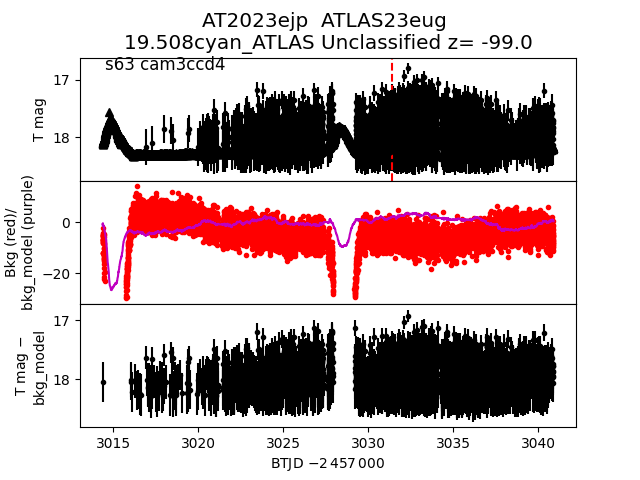 AT2023ejp  ATLAS23eug
19.508cyan_ATLAS Unclassified z= -99.0
s63 cam3ccd4
17
18
T mag
0
−20
Bkg (red)/
bkg_model (purple)
17
18
T mag −
bkg_model
3015
3020
3025
3030
3035
3040
BTJD −2 457 000